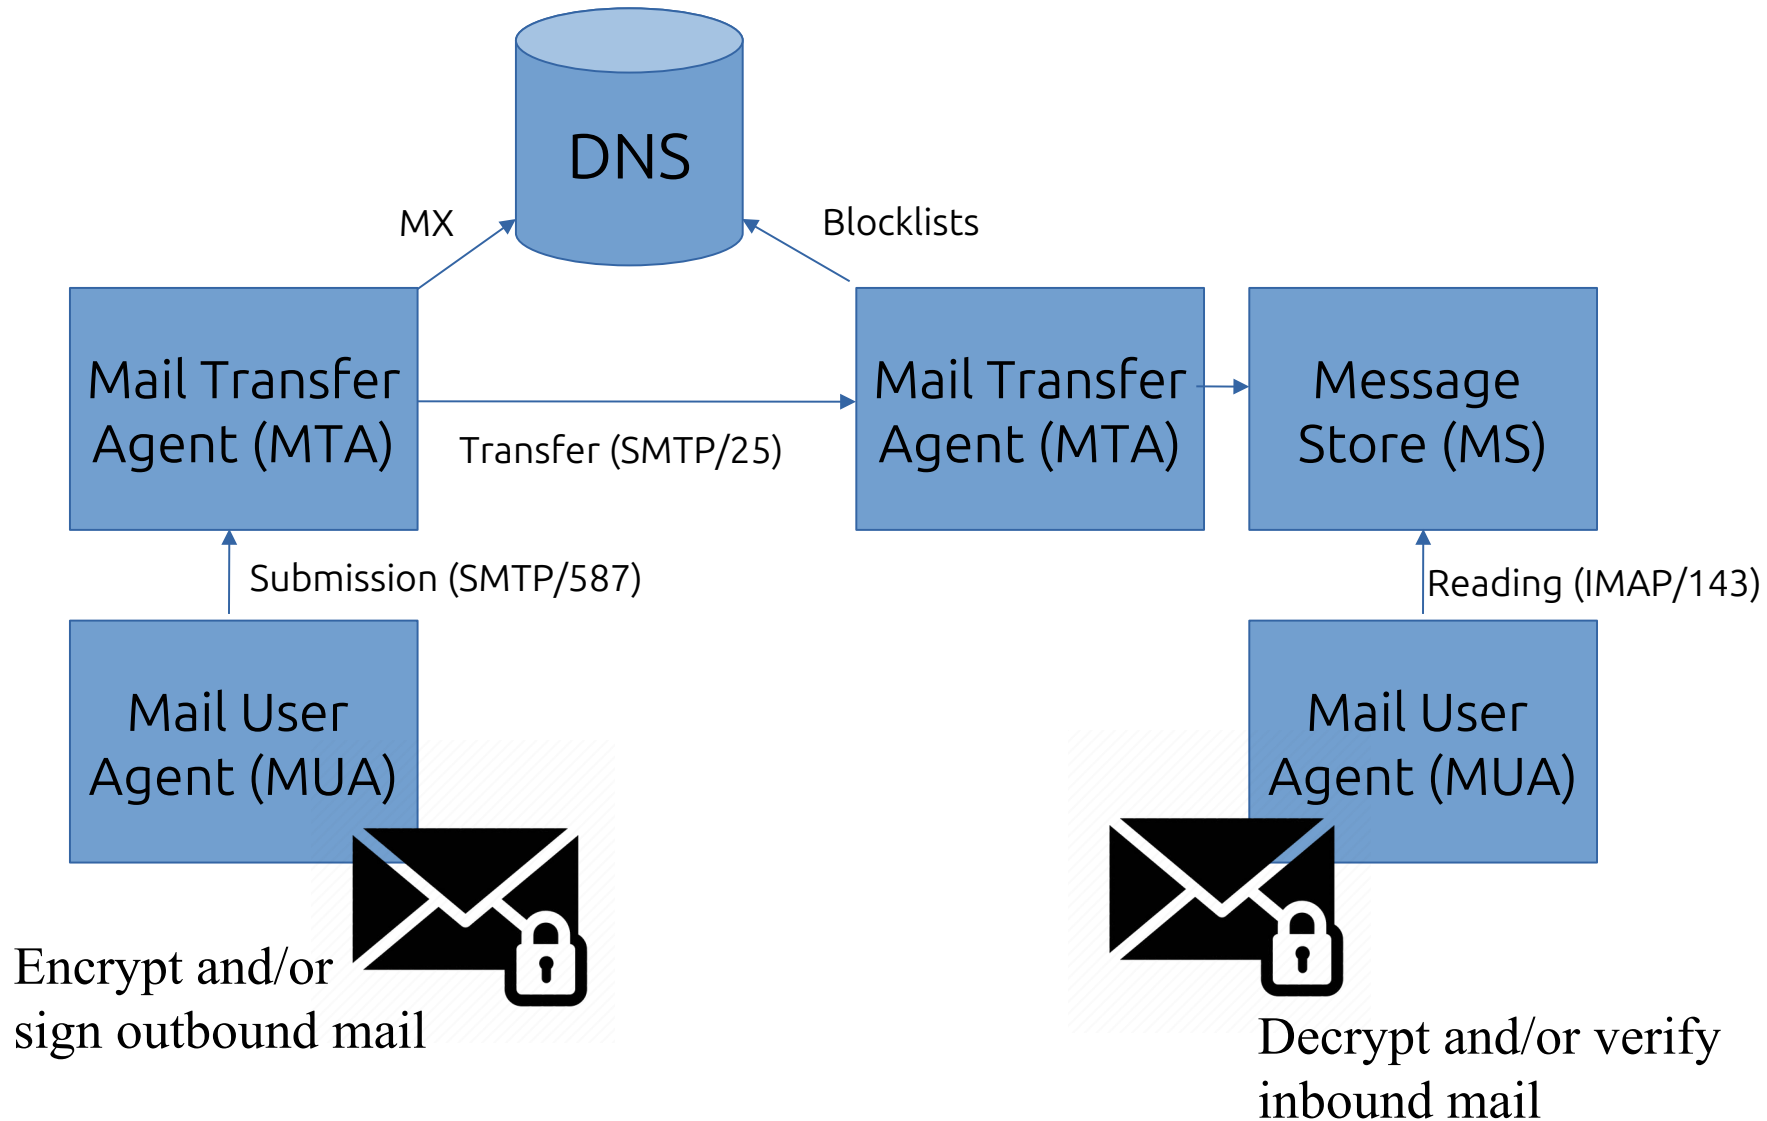 DNS
MX
Blocklists
Mail Transfer
Agent (MTA)
Mail Transfer
Agent (MTA)
Message
Store (MS)
Transfer (SMTP/25)
Submission (SMTP/587)
Reading (IMAP/143)
Mail User
Agent (MUA)
Mail User
Agent (MUA)
Encrypt and/or
sign outbound mail
Decrypt and/or verify
inbound mail